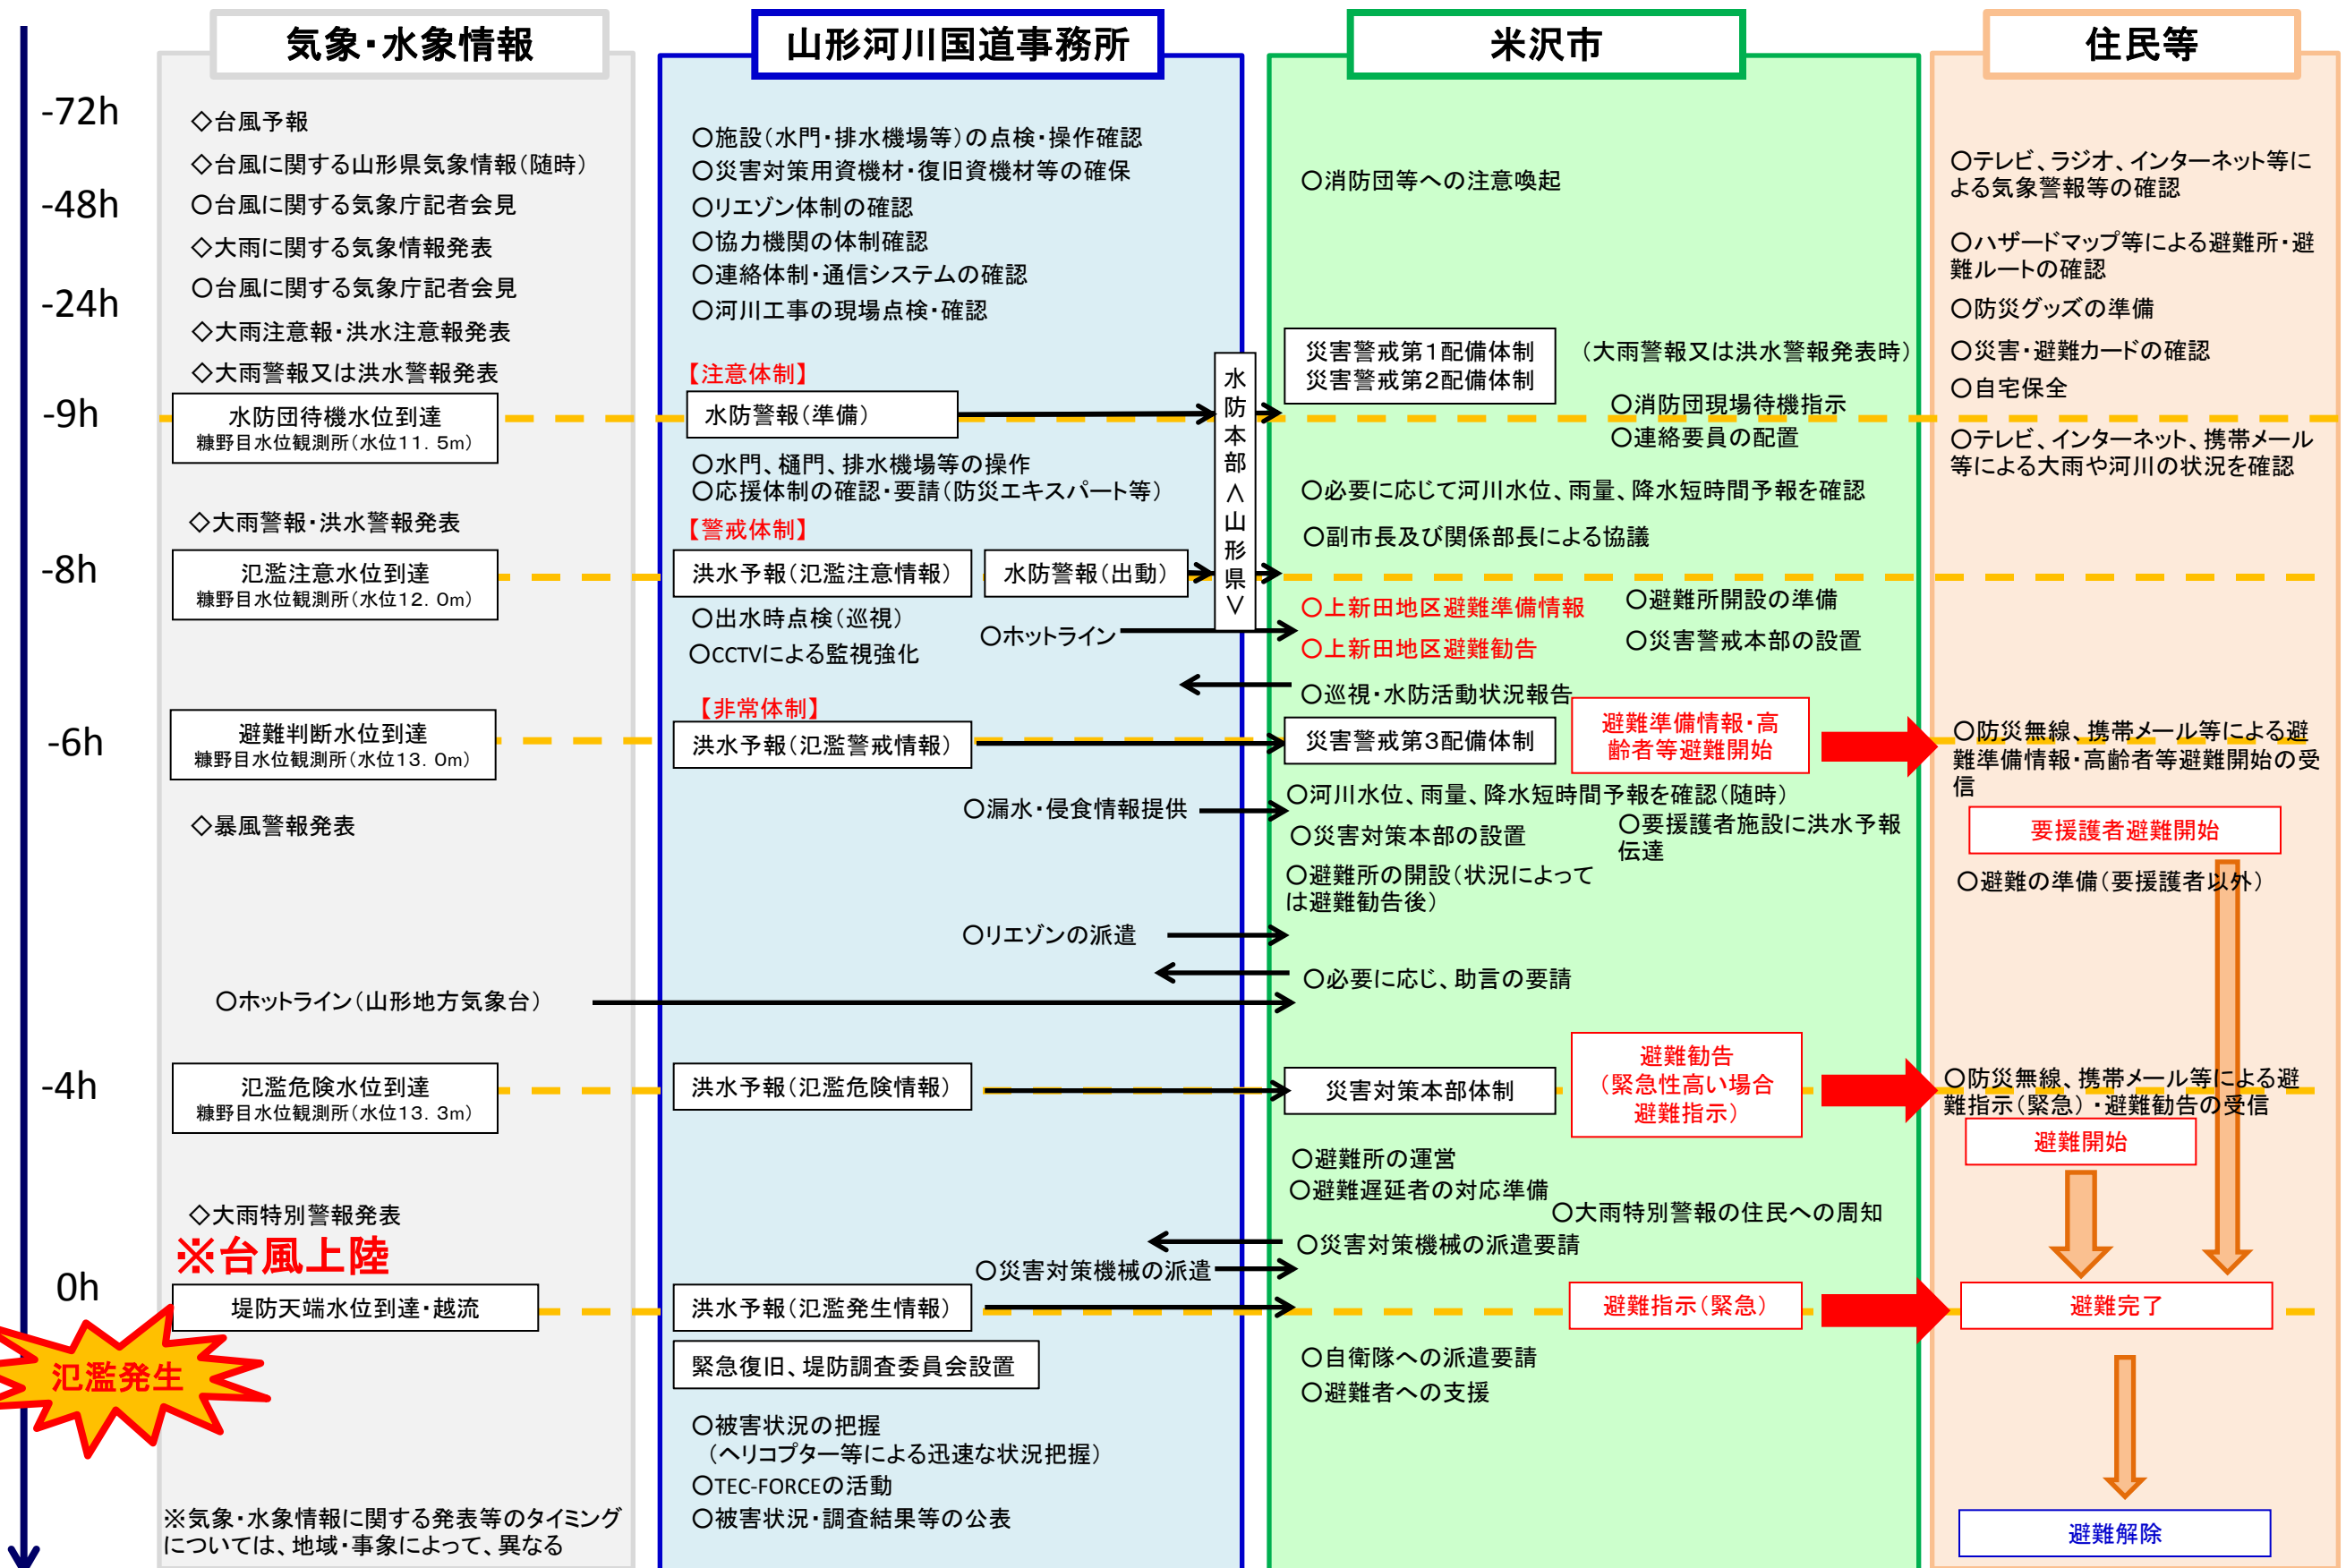 気象・水象情報
山形河川国道事務所
米沢市
住民等
-72h
-48h
-24h
-9h
-8h
-6h
-4h
0h
氾濫発生
◇台風予報
◇台風に関する山形県気象情報（随時）
○台風に関する気象庁記者会見
◇大雨に関する気象情報発表
○台風に関する気象庁記者会見
◇大雨注意報・洪水注意報発表
◇大雨警報又は洪水警報発表
水防団待機水位到達
糠野目水位観測所（水位11．5m）
◇大雨警報・洪水警報発表
氾濫注意水位到達
糠野目水位観測所（水位12．0m）
避難判断水位到達
糠野目水位観測所（水位13．0m）
◇暴風警報発表
○ホットライン（山形地方気象台）
氾濫危険水位到達
糠野目水位観測所（水位13．3m）
◇大雨特別警報発表
※台風上陸
堤防天端水位到達・越流
※気象・水象情報に関する発表等のタイミング
については、地域・事象によって、異なる
○施設（水門・排水機場等）の点検・操作確認
○災害対策用資機材・復旧資機材等の確保
○リエゾン体制の確認
○協力機関の体制確認
○連絡体制・通信システムの確認
○河川工事の現場点検・確認
【注意体制】
水防警報（準備）
○水門、樋門、排水機場等の操作
○応援体制の確認・要請（防災エキスパート等）
【警戒体制】
洪水予報（氾濫注意情報）
水防警報（出動）
○出水時点検（巡視）
○ホットライン
○CCTVによる監視強化
【非常体制】
洪水予報（氾濫警戒情報）
○漏水・侵食情報提供
○リエゾンの派遣
洪水予報（氾濫危険情報）
○災害対策機械の派遣
洪水予報（氾濫発生情報）
緊急復旧、堤防調査委員会設置
○被害状況の把握
（ヘリコプター等による迅速な状況把握）
○TEC-FORCEの活動
○被害状況・調査結果等の公表
水防本部＜山形県＞
○消防団等への注意喚起
災害警戒第１配備体制
災害警戒第２配備体制
（大雨警報又は洪水警報発表時）
○消防団現場待機指示
○連絡要員の配置
○必要に応じて河川水位、雨量、降水短時間予報を確認
○副市長及び関係部長による協議
○上新田地区避難準備情報
○避難所開設の準備
○上新田地区避難勧告
○災害警戒本部の設置
○巡視・水防活動状況報告
災害警戒第３配備体制
避難準備情報・高
齢者等避難開始
○河川水位、雨量、降水短時間予報を確認（随時）
○災害対策本部の設置
○要援護者施設に洪水予報
伝達
○避難所の開設（状況によって
は避難勧告後）
○必要に応じ、助言の要請
災害対策本部体制
避難勧告
（緊急性高い場合
避難指示）
○避難所の運営
○避難遅延者の対応準備
○大雨特別警報の住民への周知
○災害対策機械の派遣要請
避難指示（緊急）
○自衛隊への派遣要請
○避難者への支援
○テレビ、ラジオ、インターネット等に
よる気象警報等の確認
○ハザードマップ等による避難所・避
難ルートの確認
○防災グッズの準備
○災害・避難カードの確認
○自宅保全
○テレビ、インターネット、携帯メール
等による大雨や河川の状況を確認
○防災無線、携帯メール等による避
難準備情報・高齢者等避難開始の受
信
要援護者避難開始
○避難の準備（要援護者以外）
○防災無線、携帯メール等による避
難指示（緊急）・避難勧告の受信
避難開始
避難完了
避難解除